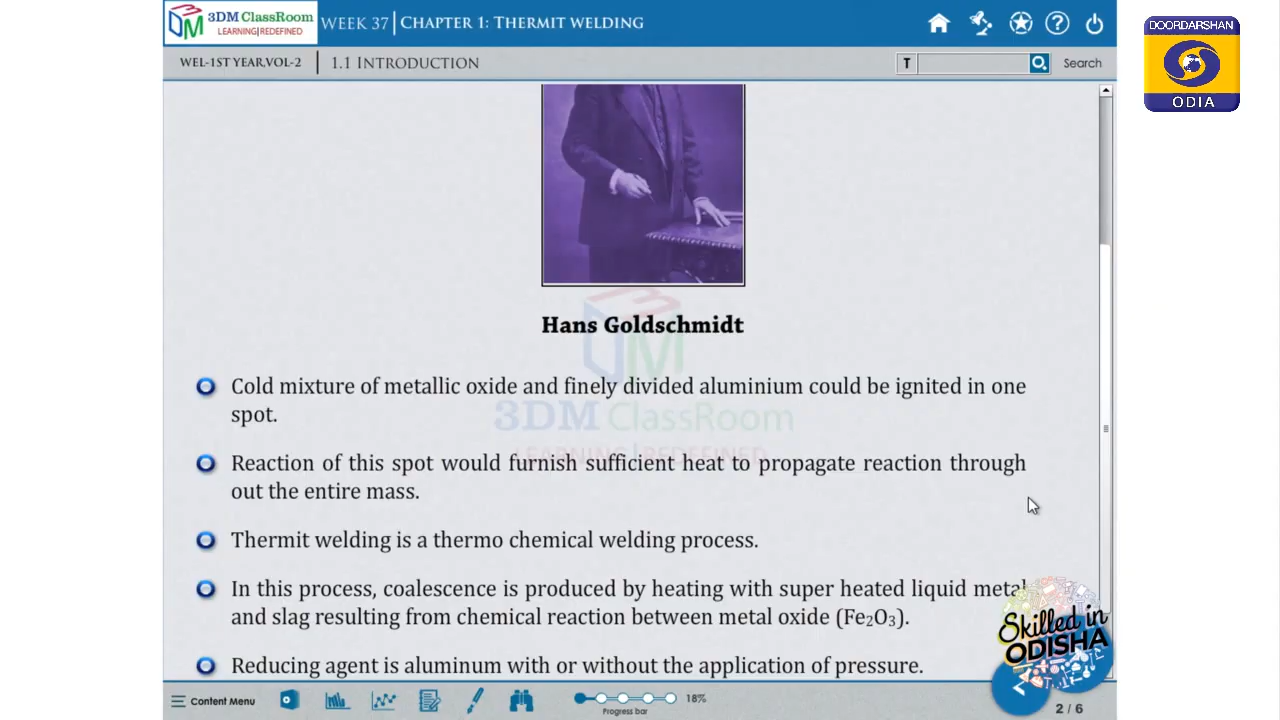 3DM ClassRoom
LEARNING|REDEFINED
WEEK 37 | CHAPTER 1: THERMIT WELDING
DOORDARSHAN
ODIA
WEL-1ST YEAR,VOL-2 | 1.1 INTRODUCTION
T
Search
Hans Goldschmidt
3DM ClassRoom
LEARNING|REDEFINED
Cold mixture of metallic oxide and finely divided aluminium could be ignited in one
spot.
Reaction of this spot would furnish sufficient heat to propagate reaction through
out the entire mass.
Thermit welding is a thermo chemical welding process.
In this process, coalescence is produced by heating with super heated liquid metal
and slag resulting from chemical reaction between metal oxide (Fe₂O₃).
Reducing agent is aluminum with or without the application of pressure.
Skilled in
ODISHA
Content Menu
Progress bar
18%
2 / 6